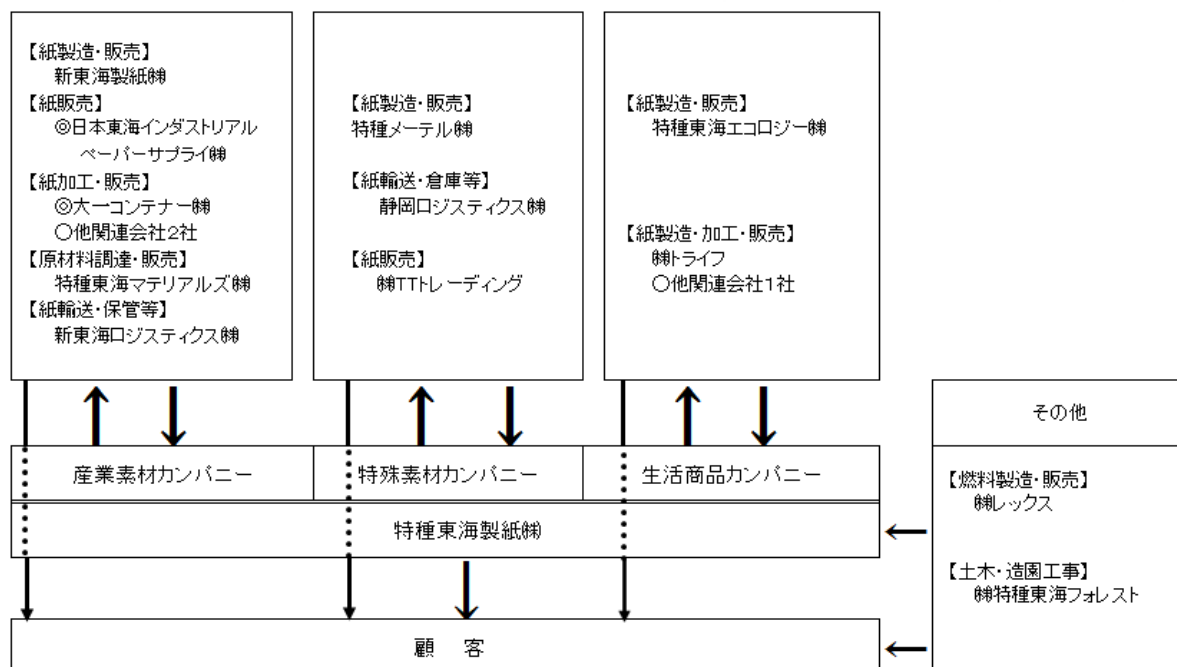 【紙製造・販売】
新東海製紙㈱
【紙販売】
◎日本東海インダストリアル
ペーパーサプライ㈱
【紙加工・販売】
◎大一コンテナー㈱
○他関連会社2社
【原材料調達・販売】
特種東海マテリアルズ㈱
【紙輸送・保管等】
新東海ロジスティクス㈱
【紙製造・販売】
特種メーテル㈱
【紙輸送・倉庫等】
静岡ロジスティクス㈱
【紙販売】
㈱TTトレーディング
【紙製造・販売】
特種東海エコロジー㈱
【紙製造・加工・販売】
㈱トライフ
○他関連会社1社
産業素材カンパニー
特殊素材カンパニー
生活商品カンパニー
特種東海製紙㈱
顧 客
その他
【燃料製造・販売】
㈱レックス
【土木・造園工事】
㈱特種東海フォレスト